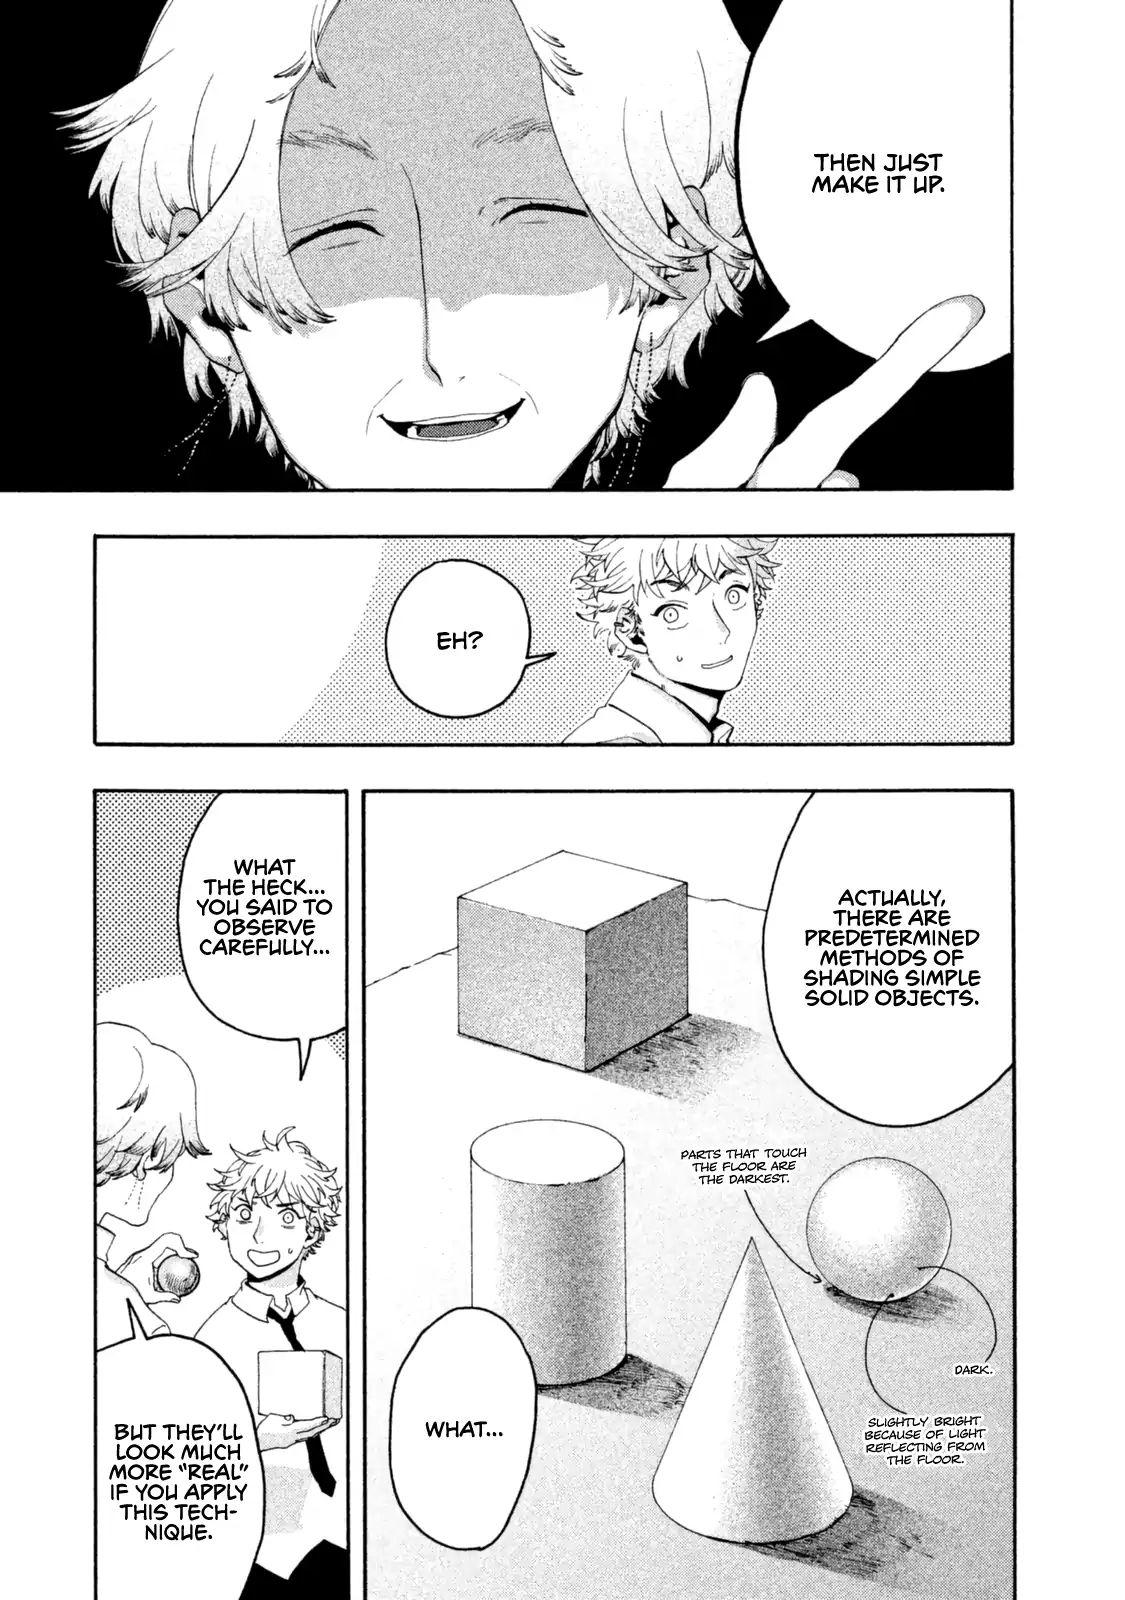 THEN JUST
MAKE IT UP.
EH?
ACTUALLY,
THERE ARE
PREDETERMINED
METHODS OF
SHADING SIMPLE
SOLID OBJECTS.
PARTS THAT TOUCH
THE FLOOR ARE
THE DARKEST.
DARK.
SLIGHTLY BRIGHT
BECAUSE OF LIGHT
REFLECTING FROM
THE FLOOR.
WHAT...
WHAT
THE HECK...
YOU SAID TO
OBSERVE
CAREFULLY...
BUT THEY'LL
LOOK MUCH
MORE "REAL"
IF YOU APPLY
THIS TECH-
NIQUE.